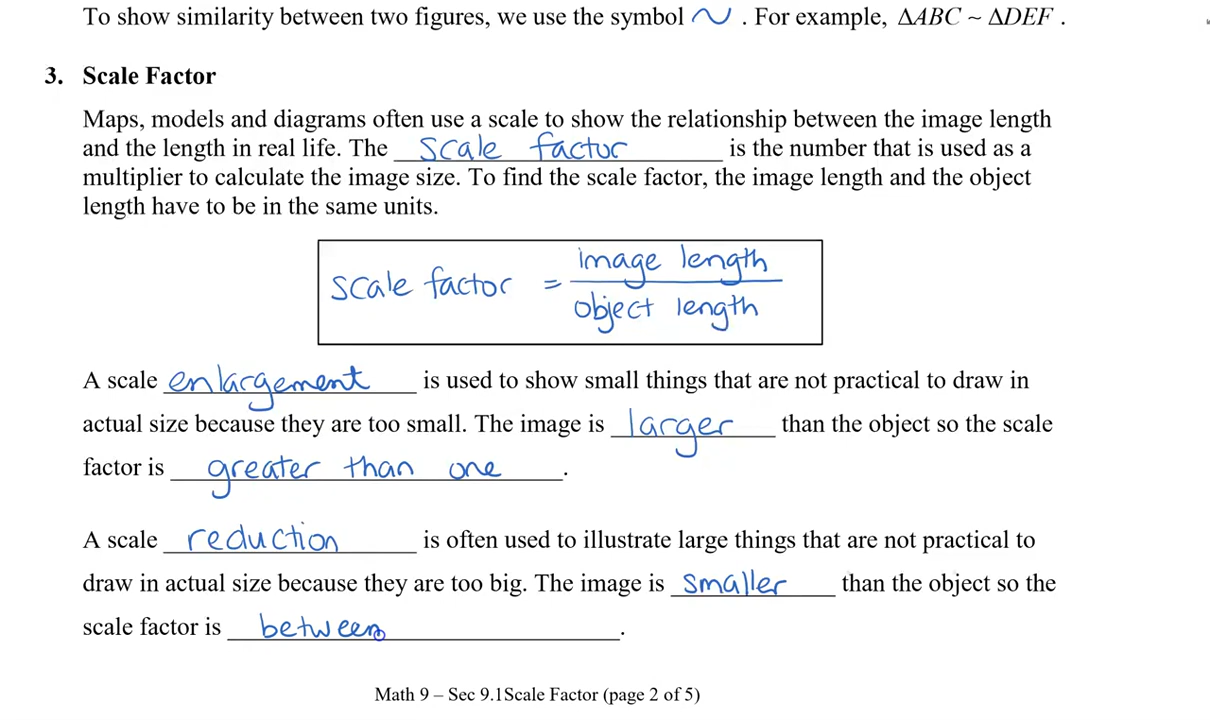 To show similarity between two figures, we use the symbol ~ . For example, ΔABC ~ ΔDEF .
3. Scale Factor
Maps, models and diagrams often use a scale to show the relationship between the image length
and the length in real life. The scale factor is the number that is used as a
multiplier to calculate the image size. To find the scale factor, the image length and the object
length have to be in the same units.
scale factor = image length / object length
A scale enlargement is used to show small things that are not practical to draw in
actual size because they are too small. The image is larger than the object so the scale
factor is greater than one .
A scale reduction is often used to illustrate large things that are not practical to
draw in actual size because they are too big. The image is smaller than the object so the
scale factor is between .
Math 9 – Sec 9.1Scale Factor (page 2 of 5)